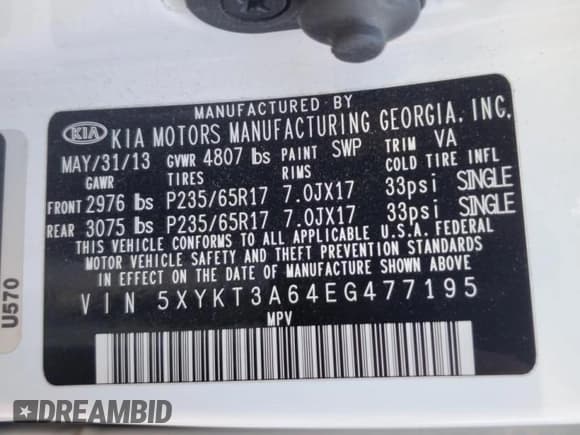 MANUFACTURED BY
KIA KIA MOTORS MANUFACTURING GEORGIA, INC.
MAY/31/13 GVWR 4807 lbs PAINT SWP TRIM VA
GAWR TIRES RIMS COLD TIRE INFL
FRONT 2976 lbs P235/65R17 7.0JX17 33psi SINGLE
REAR 3075 lbs P235/65R17 7.0JX17 33psi SINGLE
THIS VEHICLE CONFORMS TO ALL APPLICABLE U.S.A. FEDERAL
MOTOR VEHICLE SAFETY AND THEFT PREVENTION STANDARDS
IN EFFECT ON THE DATE OF MANUFACTURE SHOWN ABOVE.
VIN 5XYKT3A64EG477195
MPV
U570
DREAMBID